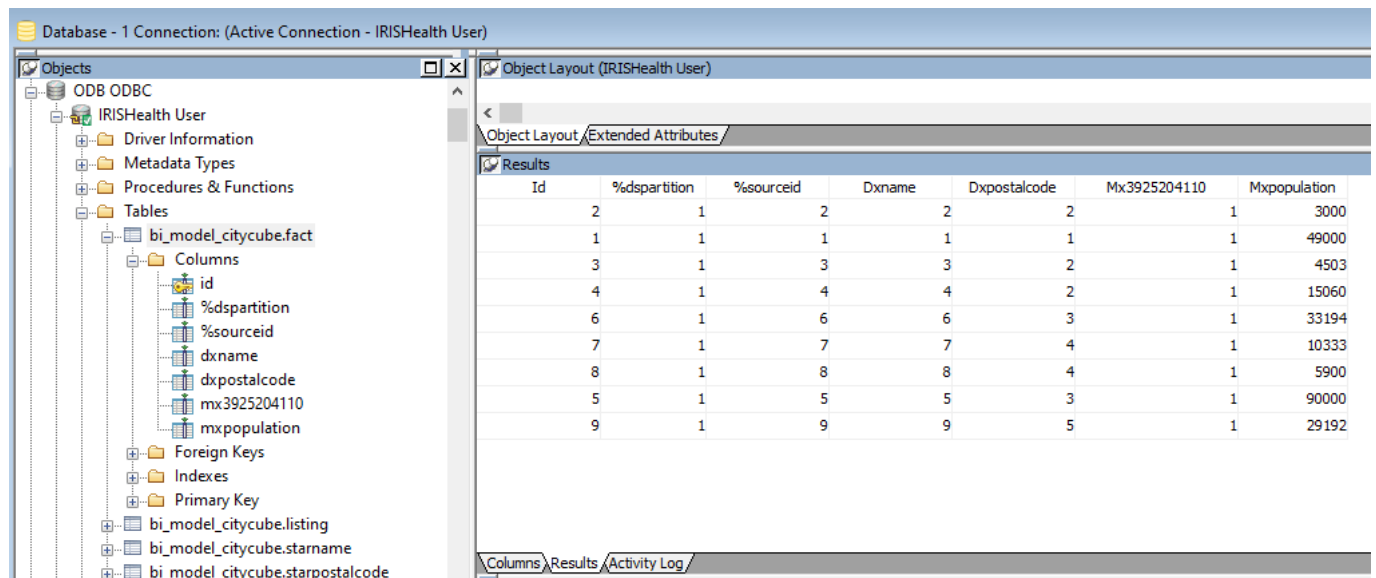 Database - 1 Connection: (Active Connection - IRISHealth User)
Objects
ODB ODBC
IRISHealth User
Driver Information
Metadata Types
Procedures & Functions
Tables
bi_model_citycube.fact
Columns
id
%dspartition
%sourceid
dxname
dxpostalcode
mx3925204110
mxpopulation
Foreign Keys
Indexes
Primary Key
bi_model_citycube.listing
bi_model_citycube.starname
bi_model_citycube.starpostalcode
Object Layout (IRISHealth User)
Object Layout Extended Attributes
Results
Id %dspartition %sourceid Dxname Dxpostalcode Mx3925204110 Mxpopulation
2 1 2 2 2 1 3000
1 1 1 1 1 1 49000
3 1 3 3 2 1 4503
4 1 4 4 2 1 15060
6 1 6 6 3 1 33194
7 1 7 7 4 1 10333
8 1 8 8 4 1 5900
5 1 5 5 3 1 90000
9 1 9 9 5 1 29192
Columns Results Activity Log